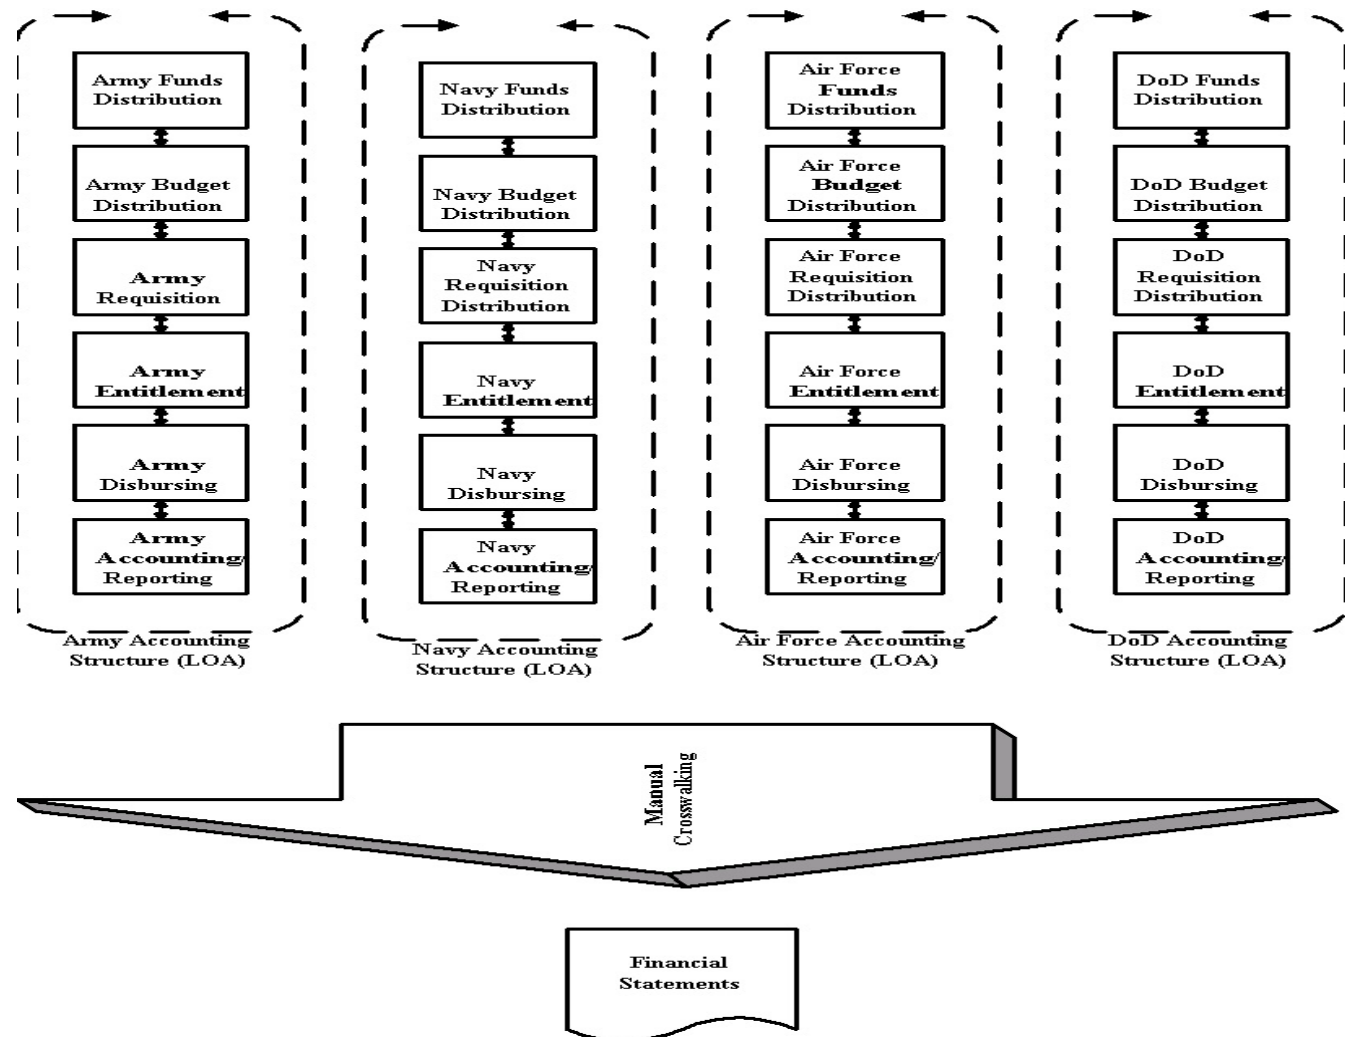 Army Funds
Distribution
Army Budget
Distribution
Army
Requisition
Army
Entitlement
Army
Disbursing
Army
Accounting/
Reporting
Army Accounting
Structure (LOA)
Navy Funds
Distribution
Navy Budget
Distribution
Navy
Requisition
Distribution
Navy
Entitlement
Navy
Disbursing
Navy
Accounting/
Reporting
Navy Accounting
Structure (LOA)
Air Force
Funds
Distribution
Air Force
Budget
Distribution
Air Force
Requisition
Distribution
Air Force
Entitlement
Air Force
Disbursing
Air Force
Accounting/
Reporting
Air Force Accounting
Structure (LOA)
DoD Funds
Distribution
DoD Budget
Distribution
DoD
Requisition
Distribution
DoD
Entitlement
DoD
Disbursing
DoD
Accounting/
Reporting
DoD Accounting
Structure (LOA)
Manual
Crosswalking
Financial
Statements